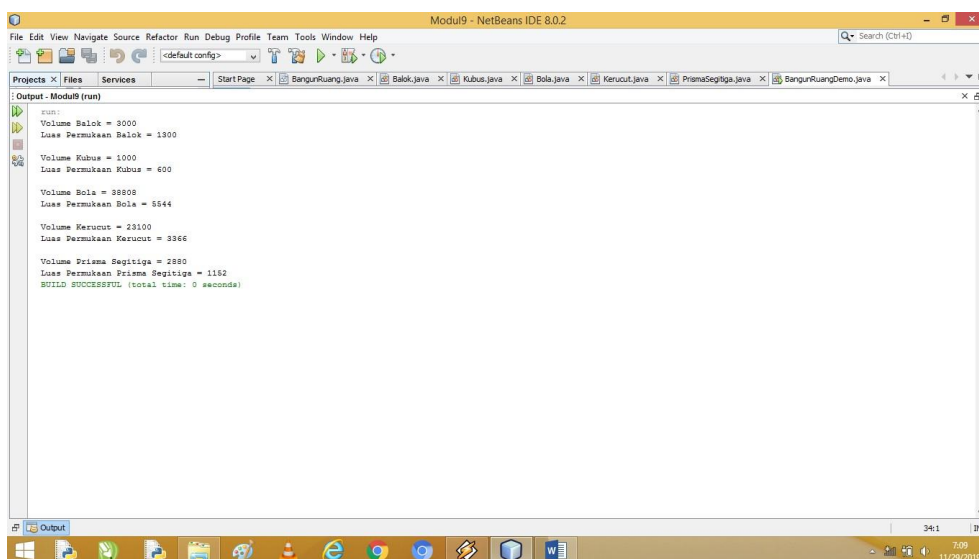 Modul9 - NetBeans IDE 8.0.2
File Edit View Navigate Source Refactor Run Debug Profile Team Tools Window Help
Search (Ctrl+I)
<default config>
Projects Files Services
Start Page BangunRuang.java Balok.java Kubus.java Bola.java Kerucut.java PrismaSegitiga.java BangunRuangDemo.java
Output - Modul9 (run)
run:
Volume Balok = 3000
Luas Permukaan Balok = 1300
Volume Kubus = 1000
Luas Permukaan Kubus = 600
Volume Bola = 38808
Luas Permukaan Bola = 5544
Volume Kerucut = 23100
Luas Permukaan Kerucut = 3366
Volume Prisma Segitiga = 2880
Luas Permukaan Prisma Segitiga = 1152
BUILD SUCCESSFUL (total time: 0 seconds)
Output
34:1
7:09